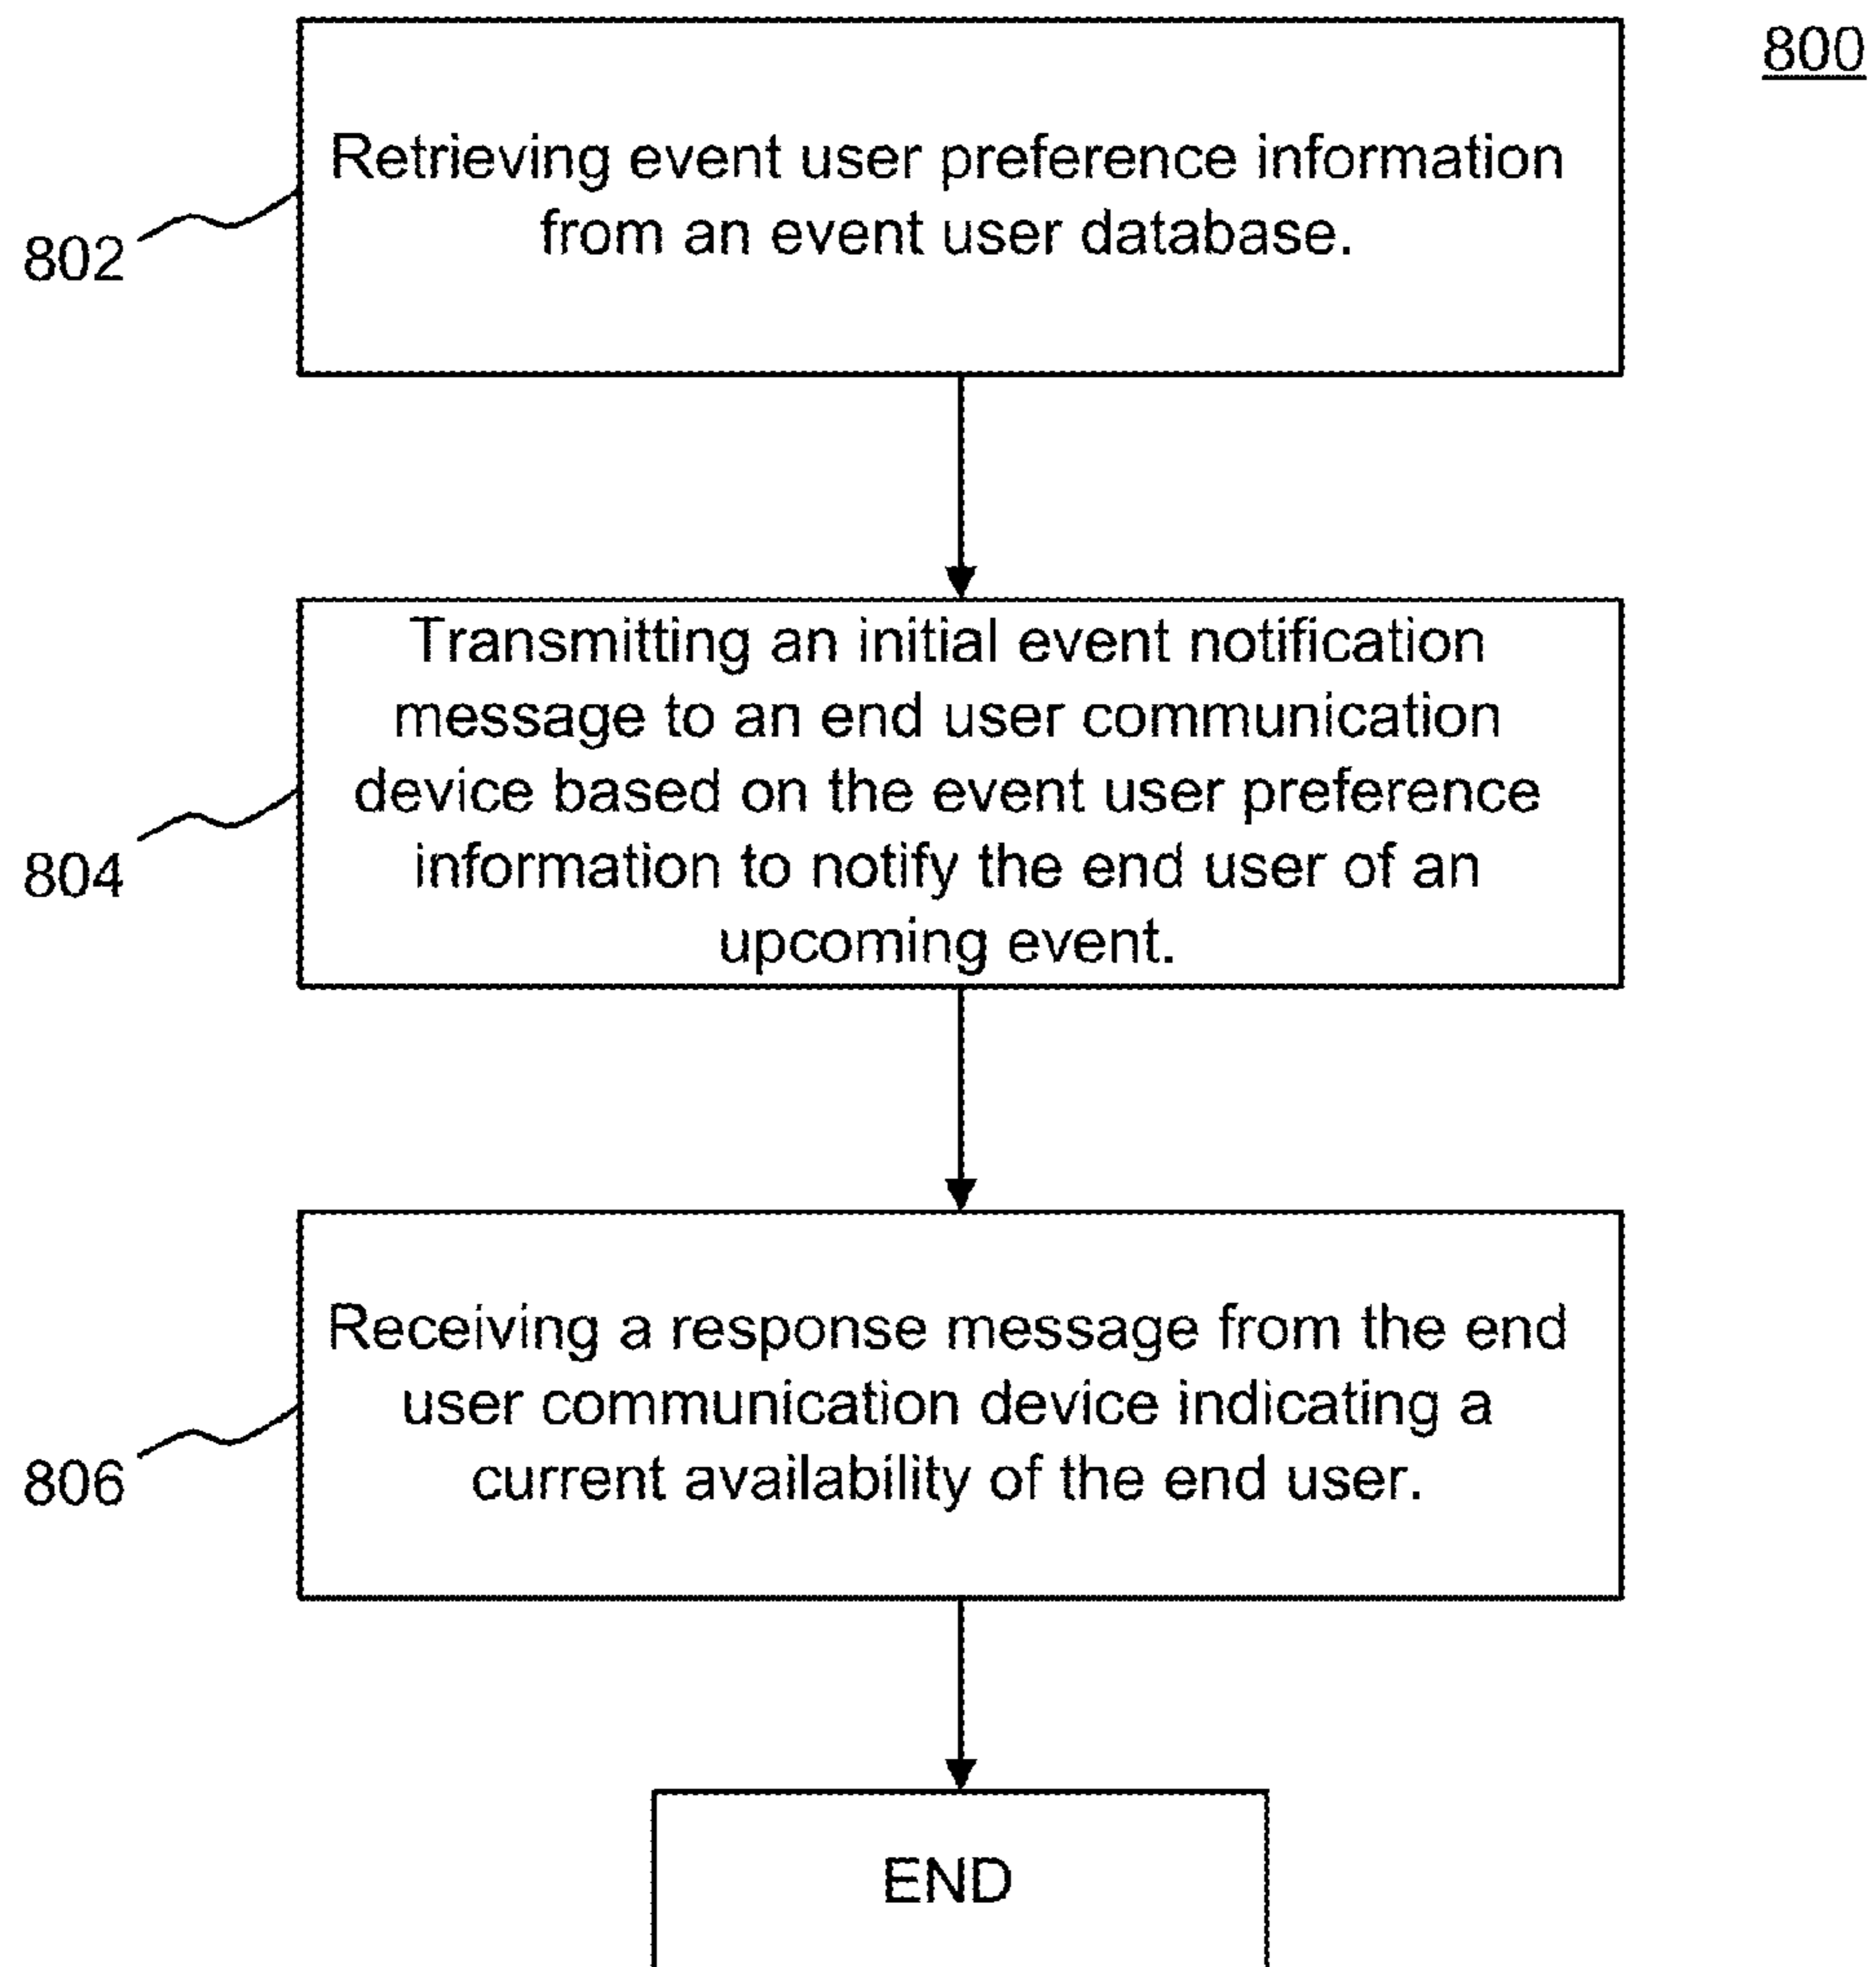 800
Retrieving event user preference information
from an event user database.
802
Transmitting an initial event notification
message to an end user communication
device based on the event user preference
information to notify the end user of an
upcoming event.
804
Receiving a response message from the end
user communication device indicating a
current availability of the end user.
806
END